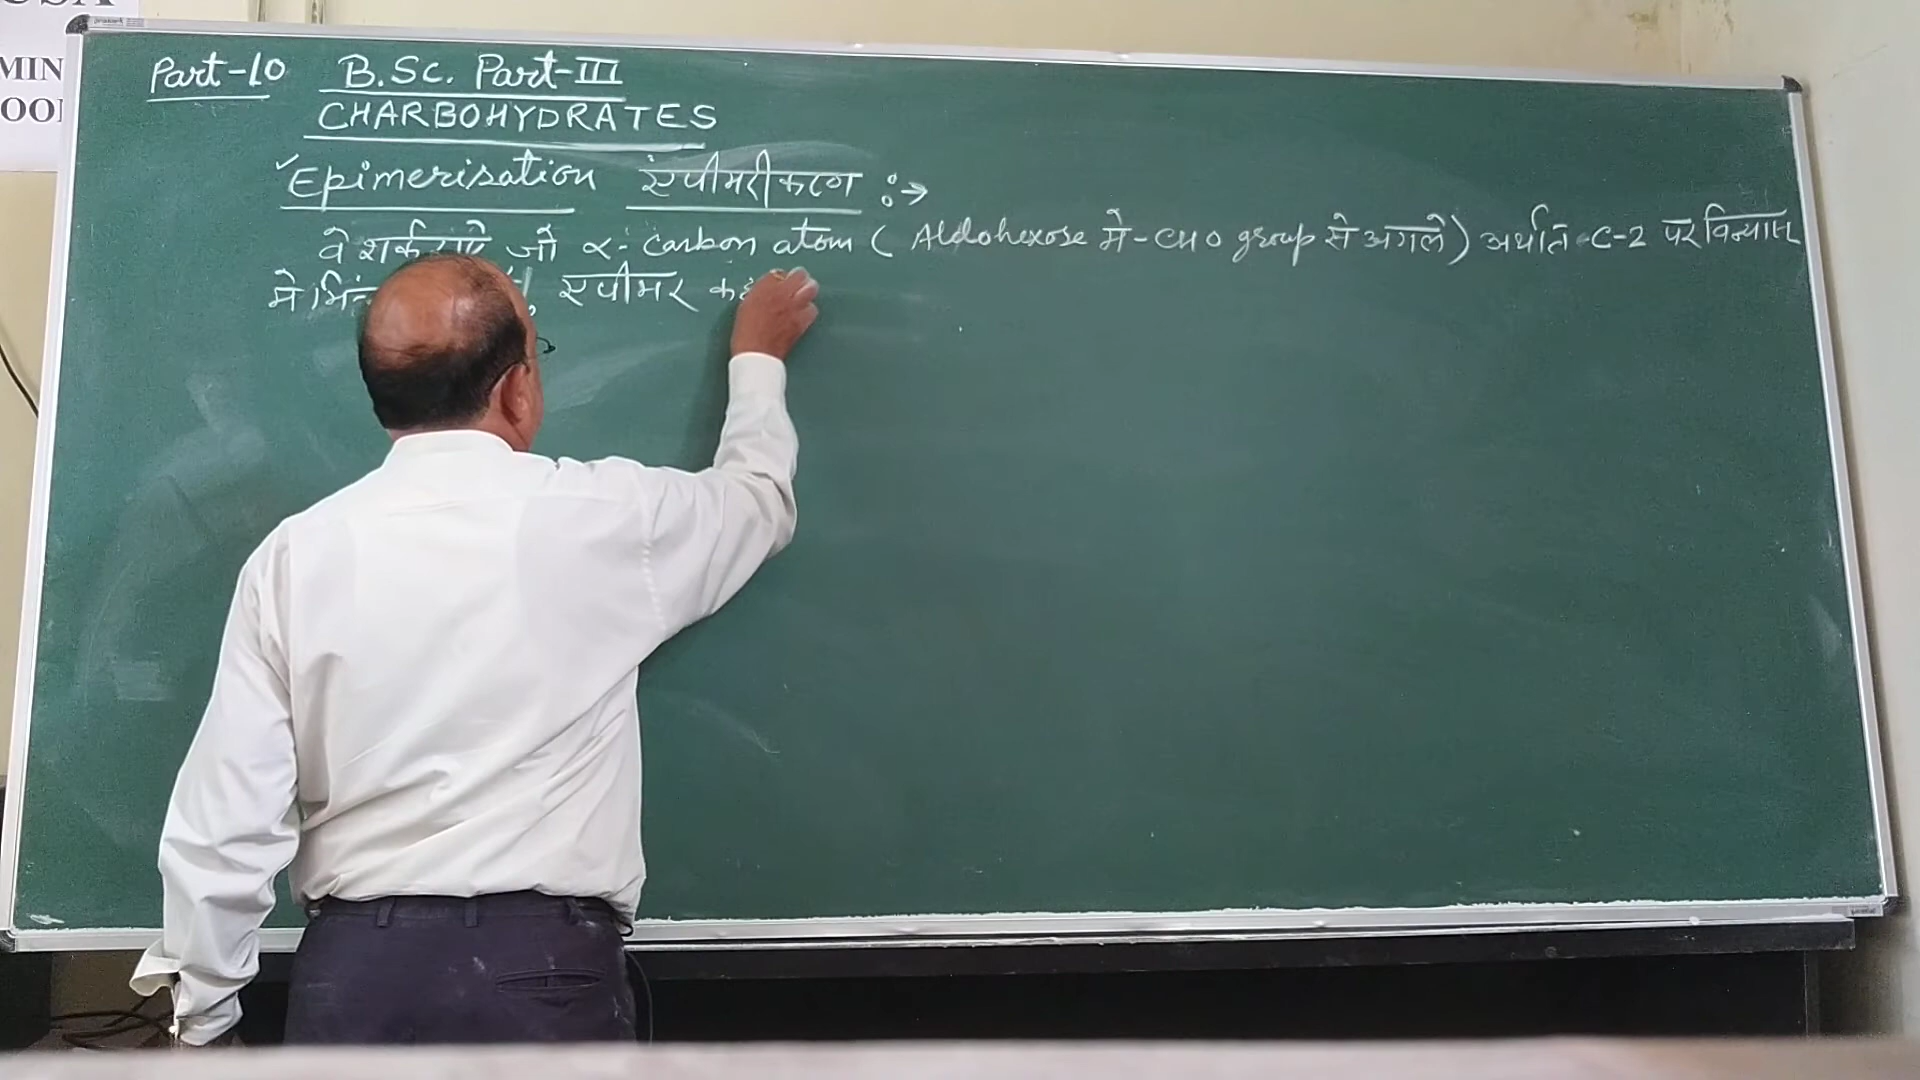 Part-10 B.Sc. Part-III
CHARBOHYDRATES
Epimerisation एपीमरीकरण :→
वे शर्कराएं जो α- Carbon atom ( Aldohexose में -CHO group से अगले) अर्थात C-2 पर विन्यास
में एपीमर
MIN